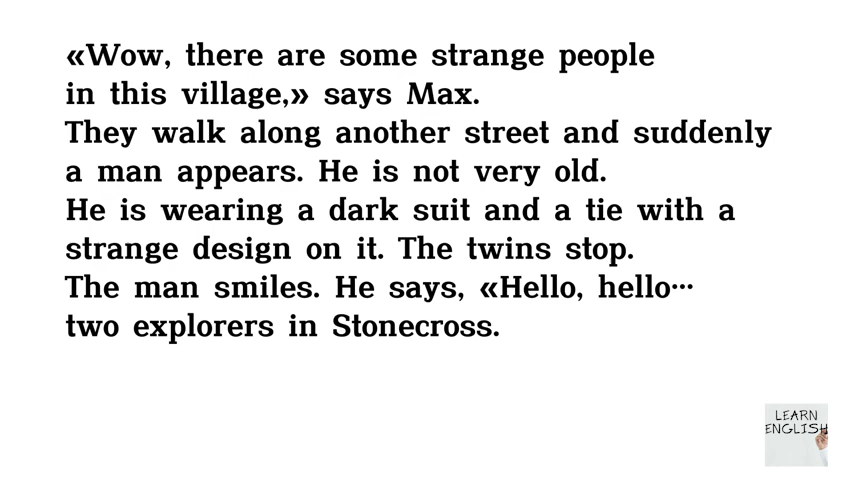 «Wow, there are some strange people
in this village,» says Max.
They walk along another street and suddenly
a man appears. He is not very old.
He is wearing a dark suit and a tie with a
strange design on it. The twins stop.
The man smiles. He says, «Hello, hello…
two explorers in Stonecross.
LEARN
ENGLISH